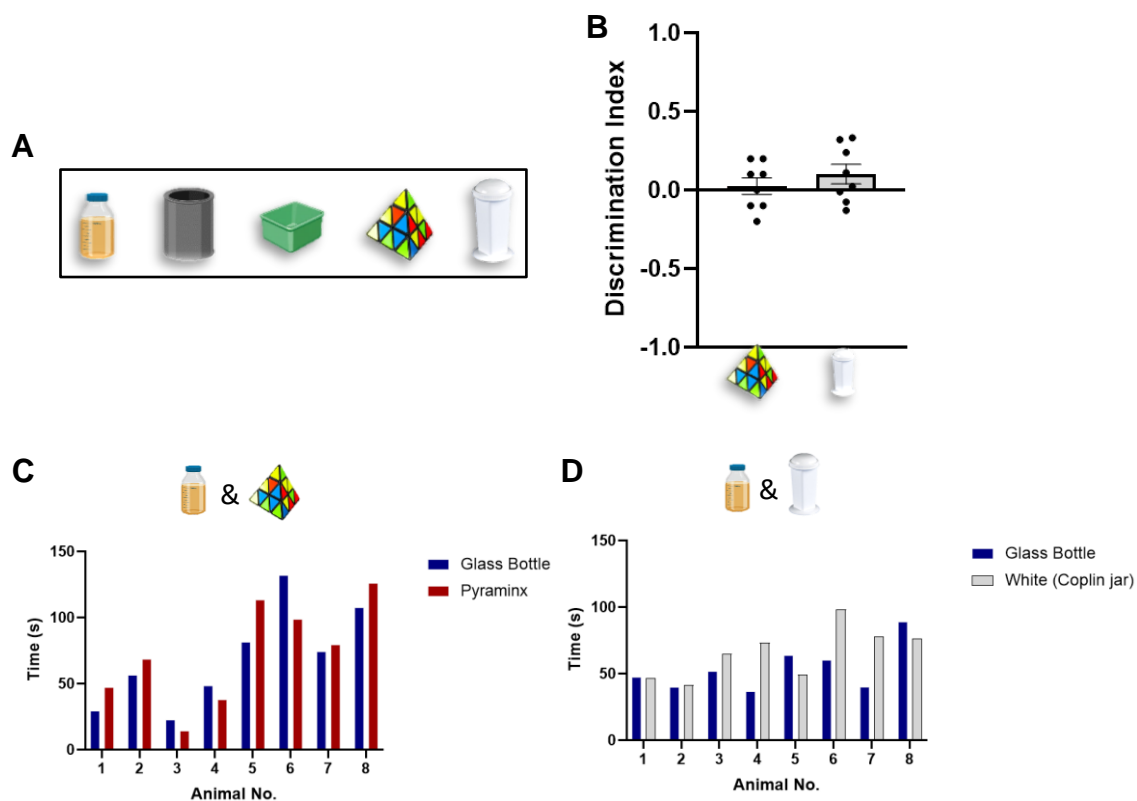 A
B
Discrimination Index
1.0
0.5
0.0
-0.5
-1.0
C
&
Time (s)
150
100
50
0
1 2 3 4 5 6 7 8
Animal No.
Glass Bottle
Pyraminx
D
&
Time (s)
150
100
50
0
1 2 3 4 5 6 7 8
Animal No.
Glass Bottle
White (Coplin jar)